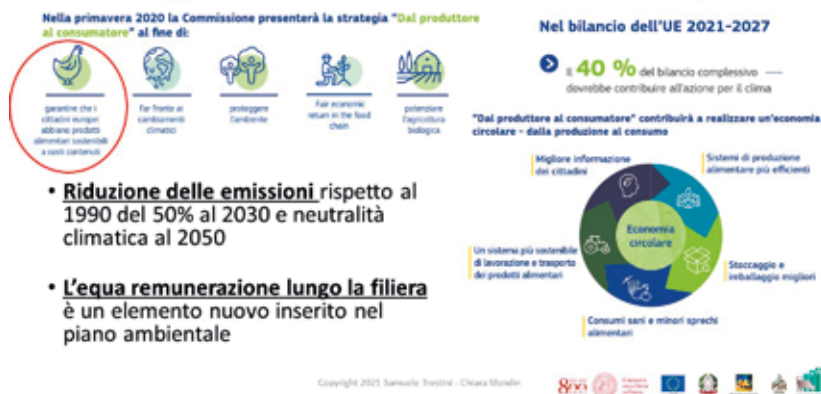 Nella primavera 2020 la Commissione presenterà la strategia "Dal produttore
al consumatore" al fine di:
garantire che i
cittadini europei
abbiano prodotti
alimentari sostenibili
a costi contenuti
far fronte ai
cambiamenti
climatici
proteggere
l'ambiente
Fair economic
return in the food
chain
potenziare
l'agricoltura
biologica
• Riduzione delle emissioni rispetto al
1990 del 50% al 2030 e neutralità
climatica al 2050
• L'equa remunerazione lungo la filiera
è un elemento nuovo inserito nel
piano ambientale
Nel bilancio dell'UE 2021-2027
Il 40 % del bilancio complessivo
dovrebbe contribuire all'azione per il clima
"Dal produttore al consumatore" contribuirà a realizzare un'economia
circolare - dalla produzione al consumo
Migliore informazione
dei cittadini
Sistemi di produzione
alimentare più efficienti
Economia
circolare
Un sistema più sostenibile
di lavorazione e trasporto
dei prodotti alimentari
Stoccaggio e
imballaggio migliori
Consumi sani e minori sprechi
alimentari
Copyright 2021 Samuele Trestini - Chiara Mondin
800